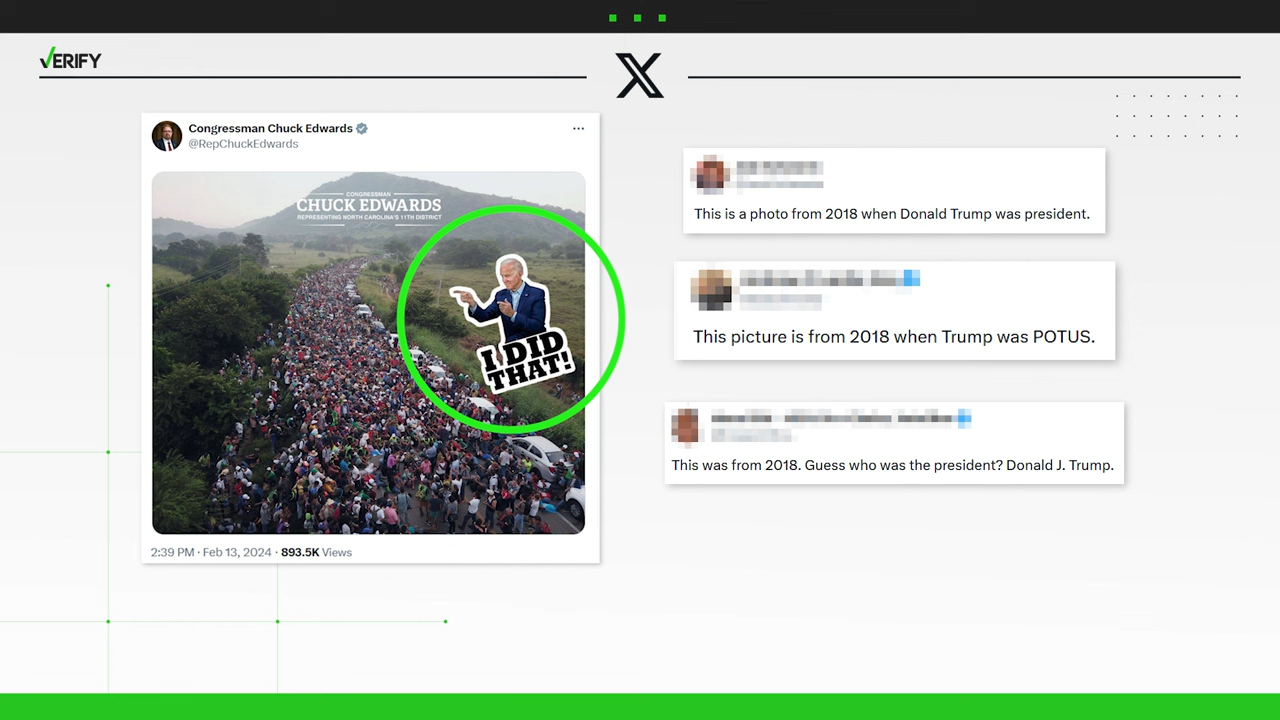 VERIFY
X
Congressman Chuck Edwards
@RepChuckEdwards
CONGRESSMAN
CHUCK EDWARDS
REPRESENTING NORTH CAROLINA'S 11TH DISTRICT
I DID
THAT!
2:39 PM · Feb 13, 2024 · 893.5K Views
This is a photo from 2018 when Donald Trump was president.
This picture is from 2018 when Trump was POTUS.
This was from 2018. Guess who was the president? Donald J. Trump.